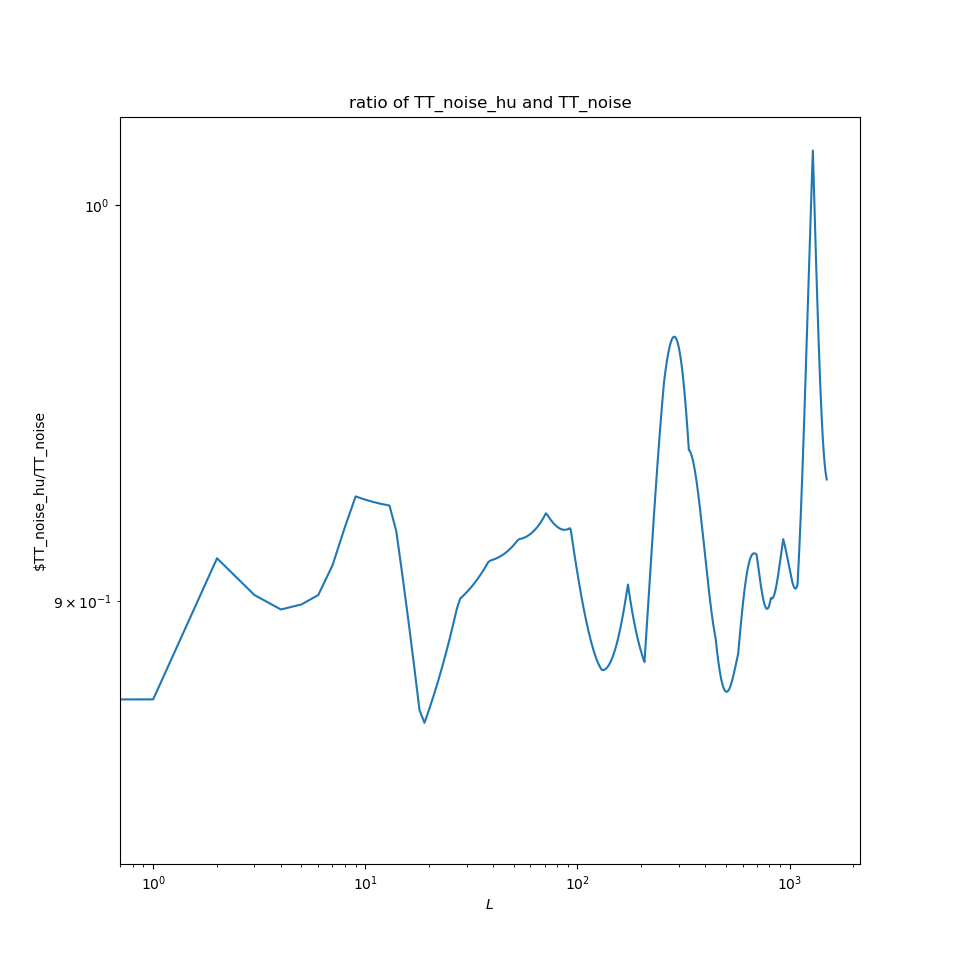 ratio of TT_noise_hu and TT_noise
$TT_noise_hu/TT_noise
10⁰
9 × 10⁻¹
10⁰ 10¹ 10² 10³
L